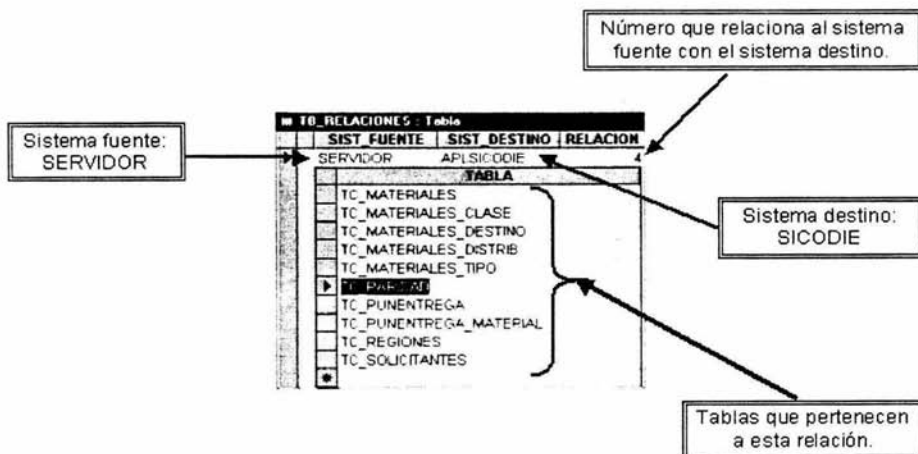 Número que relaciona al sistema
fuente con el sistema destino.
TB_RELACIONES : Tabla
SIST_FUENTE SIST_DESTINO RELACION
Sistema fuente:
SERVIDOR
SERVIDOR APLSICODIE 4
TABLA
TC_MATERIALES
TC_MATERIALES_CLASE
TC_MATERIALES_DESTINO
TC_MATERIALES_DISTRIB
TC_MATERIALES_TIPO
TC_PUNENTREGA
TC_PUNENTREGA_MATERIAL
TC_REGIONES
TC_SOLICITANTES
Sistema destino:
SICODIE
Tablas que pertenecen
a esta relación.